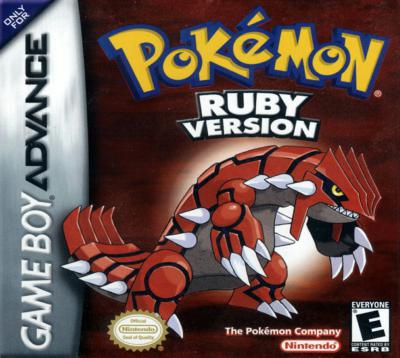 ONLY
FOR
GAME BOY ADVANCE
POKéMON
®
RUBY
VERSION
Official
Nintendo
Seal of Quality
The Pokémon Company
Nintendo
®
EVERYONE
E
CONTENT RATED BY
ESRB